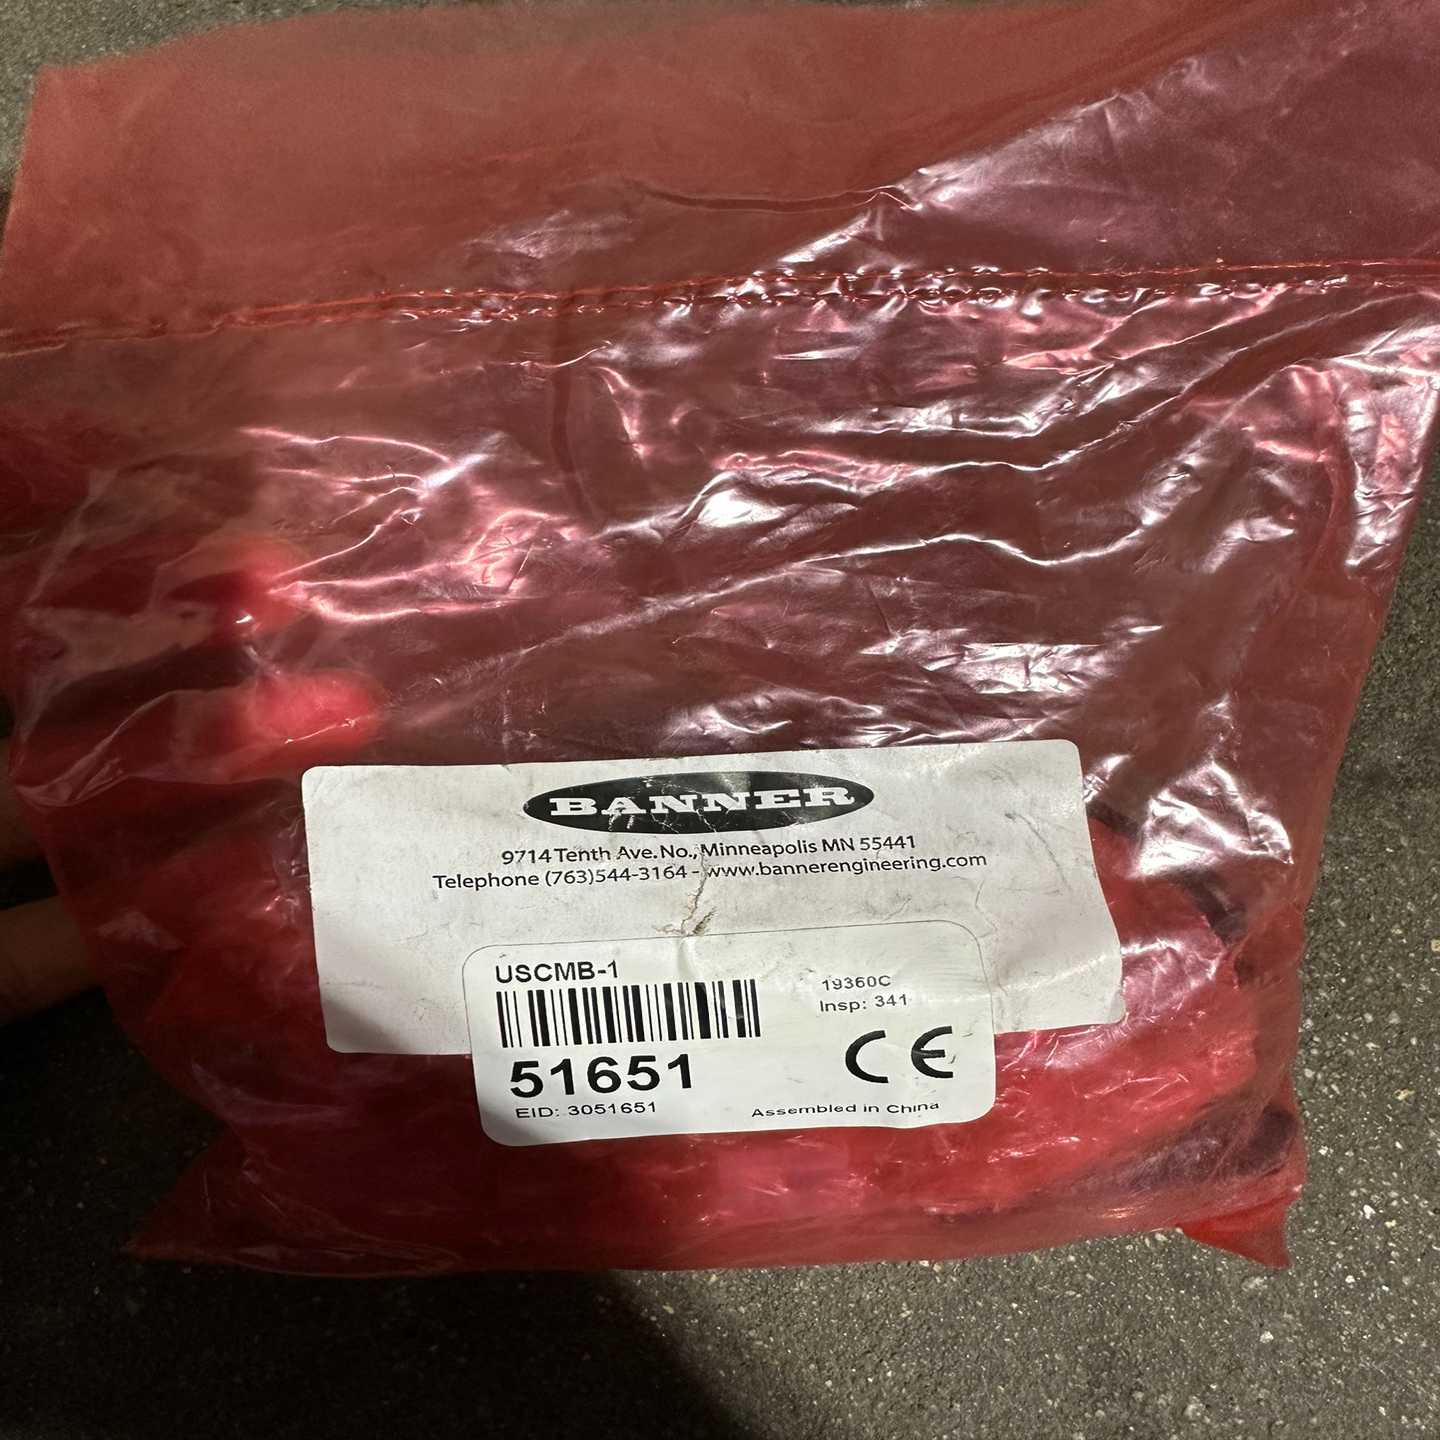 BANNER
9714 Tenth Ave. No., Minneapolis MN 55441
Telephone (763)544-3164 - www.bannerengineering.com
USCMB-1
19360C
Insp: 341
51651
CE
EID: 3051651
Assembled in China